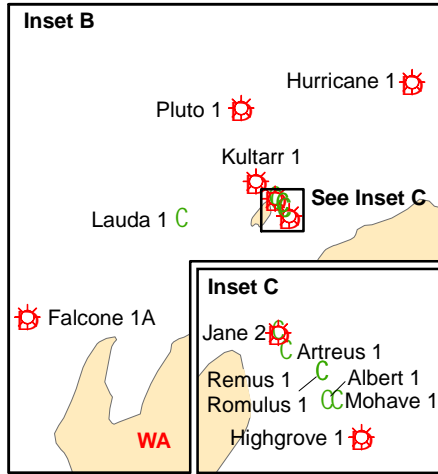 Inset B
Hurricane 1
Pluto 1
Kultarr 1
See Inset C
Lauda 1 C
Falcone 1A
WA
Inset C
Jane 2 C
C Artreus 1
Remus 1 C Albert 1
Romulus 1 CC Mohave 1
Highgrove 1